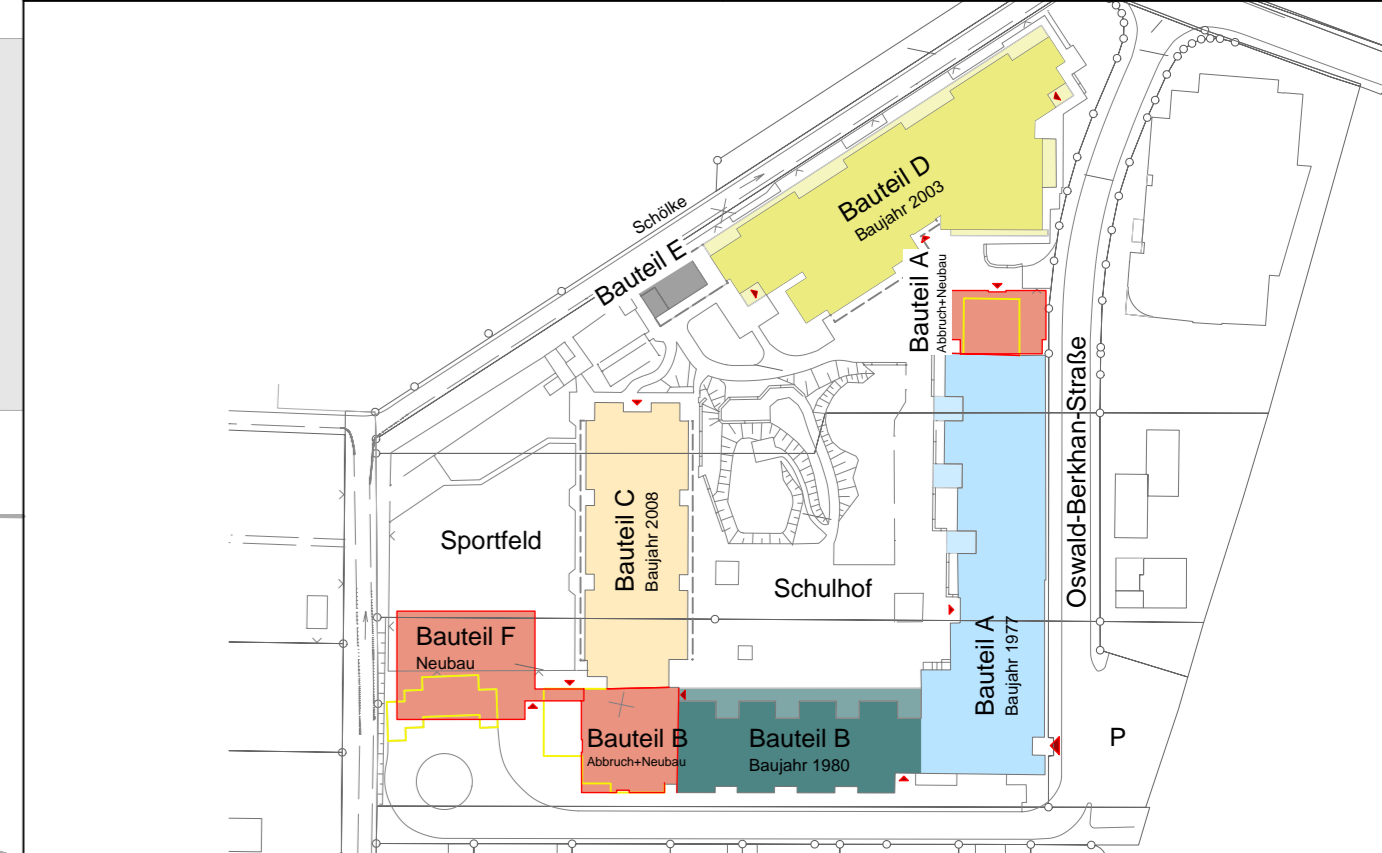 Schölke
Bauteil D
Baujahr 2003
Bauteil E
Bauteil A
Abbruch+Neubau
Oswald-Berkhan-Straße
Bauteil C
Baujahr 2008
Sportfeld
Schulhof
Bauteil F
Neubau
Bauteil A
Baujahr 1977
Bauteil B
Abbruch+Neubau
Bauteil B
Baujahr 1980
P